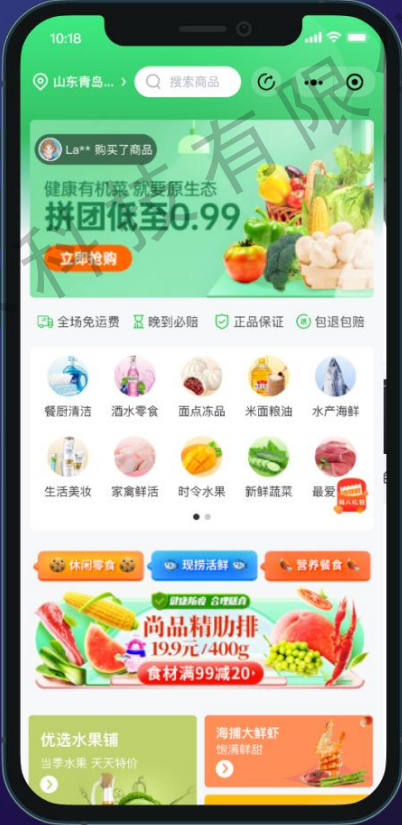 10:18
山东青岛...
搜索商品
La** 购买了商品
健康有机菜 就要原生态
拼团低至0.99
立即抢购
全场免运费 晚到必赔 正品保证 包退包赔
餐厨清洁 酒水零食 面点冻品 米面粮油 水产海鲜
生活美妆 家禽鲜活 时令水果 新鲜蔬菜 最爱
休闲零食 现捞活鲜 营养餐食
健康防疫 合理膳食
尚品精肋排
19.9元/400g
食材满99减20
优选水果铺
当季水果 天天特价
海捕大鲜虾
饱满鲜甜
科技有限